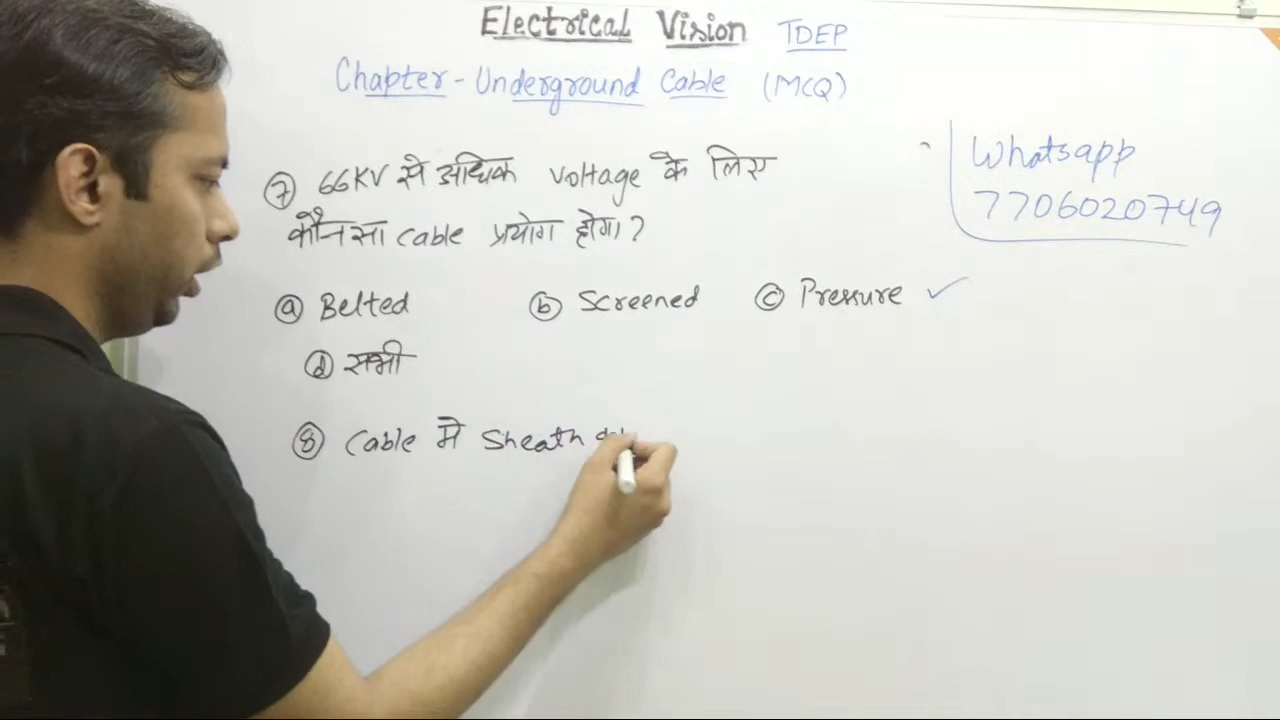 Electrical Vision TDEP
Chapter - Underground Cable (MCQ)
Whatsapp
7706020749
7 66KV से अधिक Voltage के लिए
कौन सा Cable प्रयोग होगा?
a Belted b Screened c Pressure ✓
d सभी
8 Cable मे Sheath